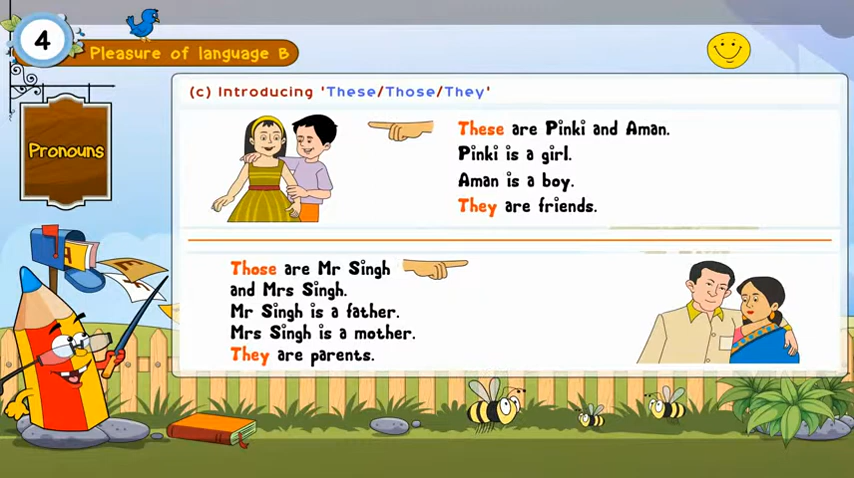 4
Pleasure of language B
Pronouns
(c) Introducing 'These/Those/They'
These are Pinki and Aman.
Pinki is a girl.
Aman is a boy.
They are friends.
Those are Mr Singh
and Mrs Singh.
Mr Singh is a father.
Mrs Singh is a mother.
They are parents.
A
E